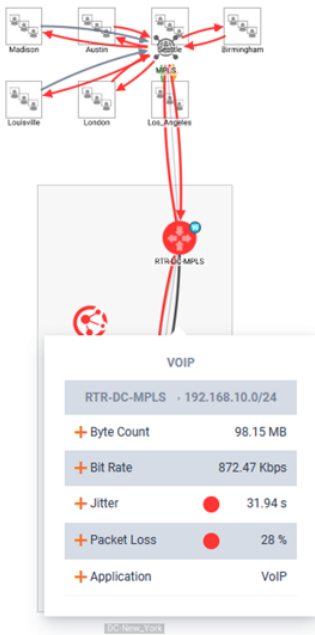 Madison
Austin
Seattle
Birmingham
MPLS
Louisville
London
Los_Angeles
W
RTR-DC-MPLS
VOIP
RTR-DC-MPLS › 192.168.10.0/24
+ Byte Count 98.15 MB
+ Bit Rate 872.47 Kbps
+ Jitter 31.94 s
+ Packet Loss 28 %
+ Application VoIP
DC-New_York